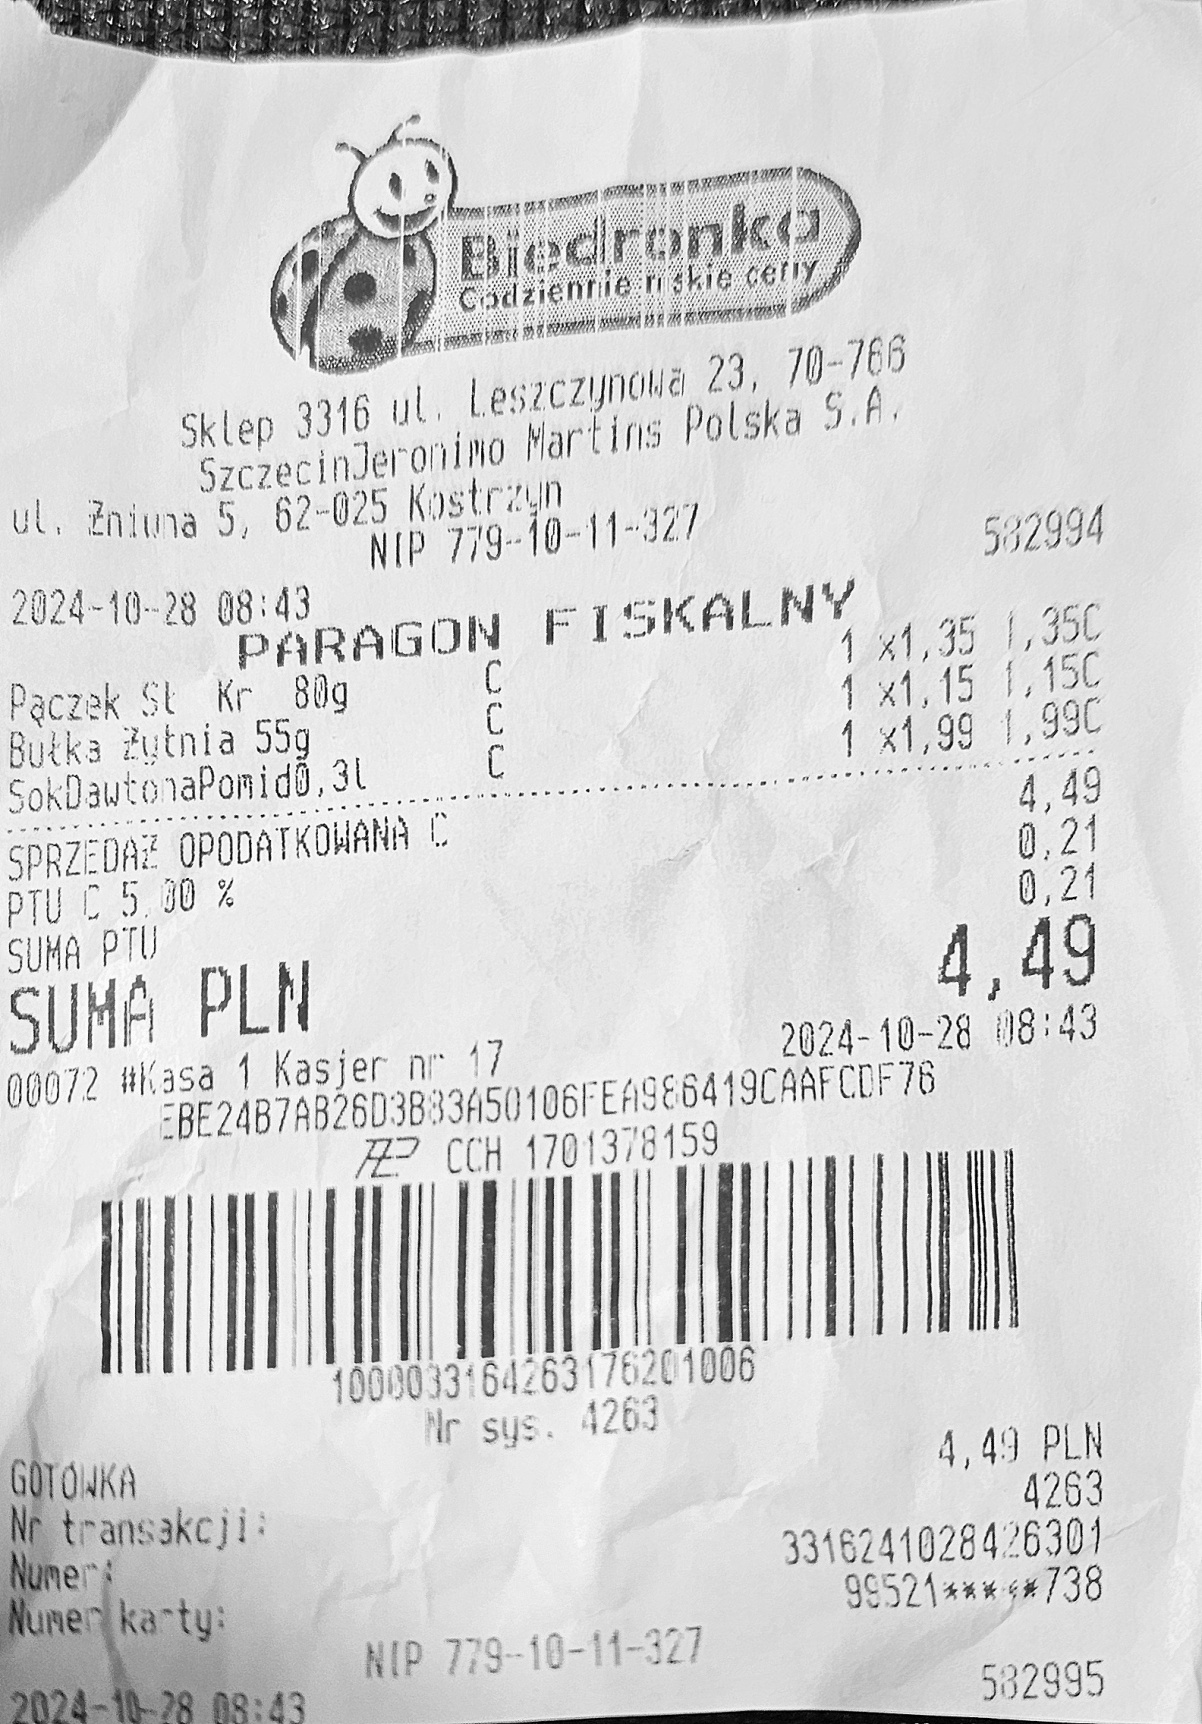 Biedronka
Codziennie niskie ceny
Sklep 3316 ul. Leszczynowa 23, 70-766
SzczecinJeronimo Martins Polska S.A.
ul. Żniwna 5, 62-025 Kostrzyn
NIP 779-10-11-327
2024-10-28 08:43 582994
PARAGON FISKALNY
Pączek St Kr 80g C 1 x1,35 1,35C
Bułka Żytnia 55g C 1 x1,15 1,15C
SokDawtonaPomid0,3l C 1 x1,99 1,99C
SPRZEDAŻ OPODATKOWANA C 4,49
PTU C 5,00 % 0,21
SUMA PTU 0,21
SUMA PLN 4,49
00072 #Kasa 1 Kasjer nr 17 2024-10-28 08:43
EBE24B7AB26D3B83A50106FEA986419CAAFCDF76
CCH 1701378159
1000033164263176201006
Nr sys. 4263
GOTÓWKA 4,49 PLN
Nr transakcji: 4263
Numer: 3316241028426301
Numer karty: 99521*****738
NIP 779-10-11-327
2024-10-28 08:43 582995